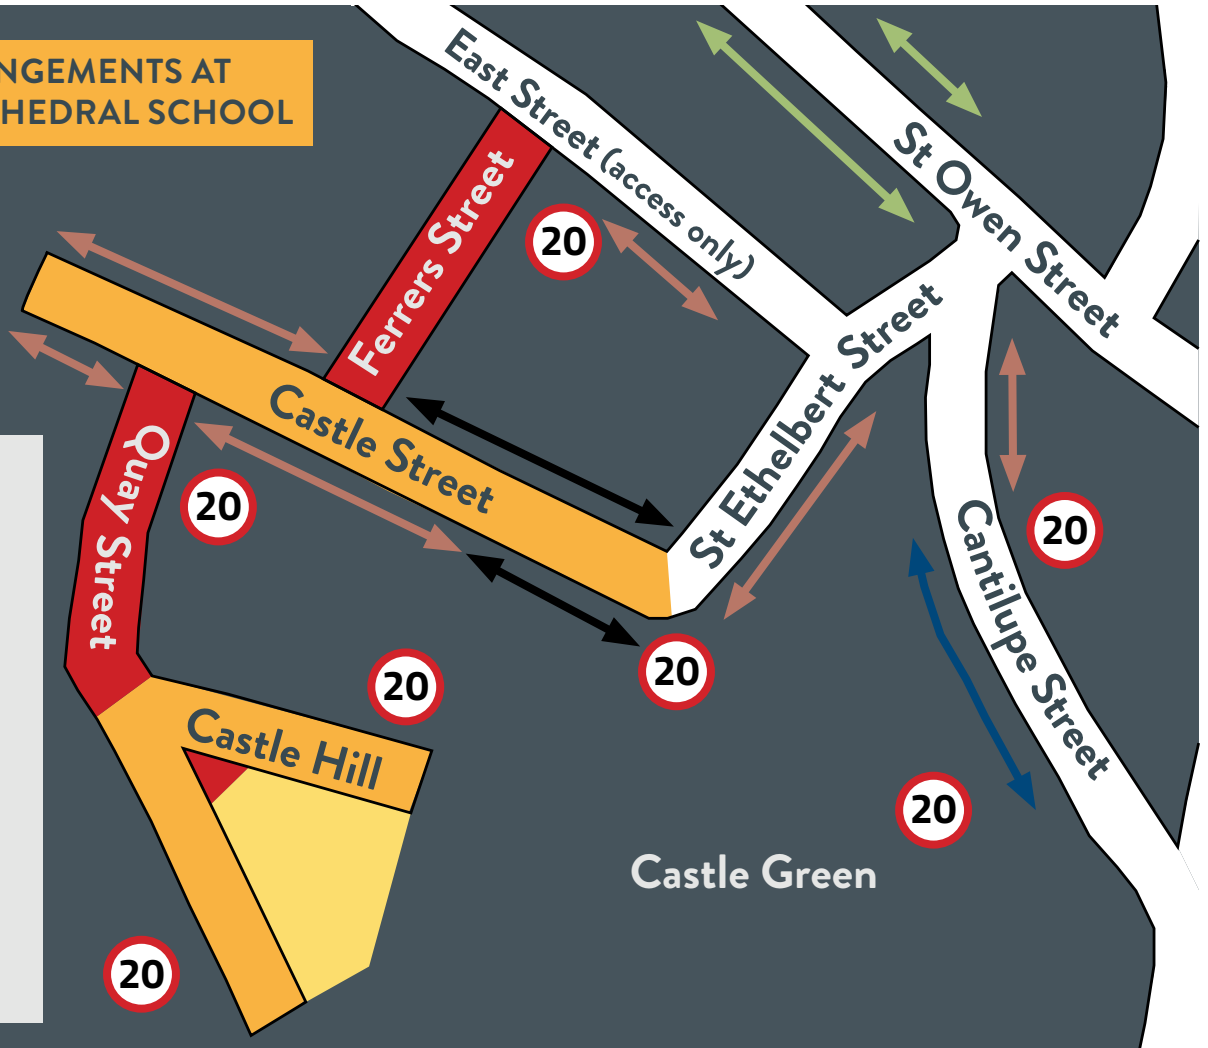 NGEMENTS AT
HEDRAL SCHOOL
East Street (access only)
St Owen Street
Ferrers Street
20
Castle Street
St Ethelbert Street
Quay Street
20
Cantilupe Street
20
20
20
Castle Hill
20
Castle Green
20